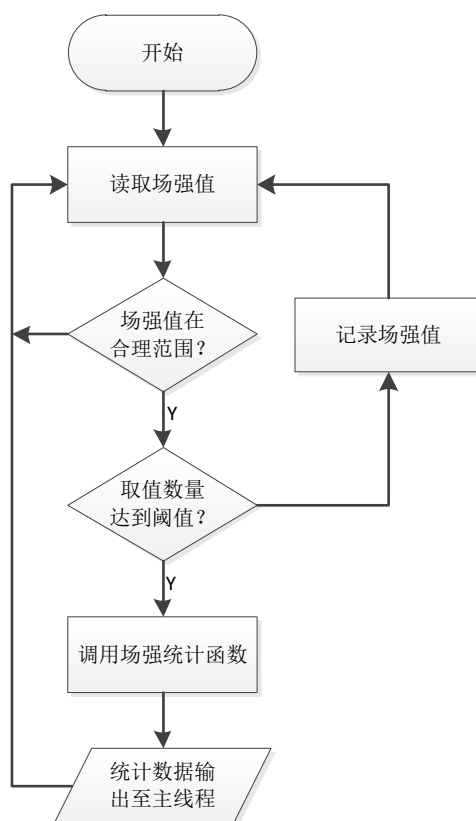 开始
读取场强值
场强值在
合理范围？
记录场强值
Y
取值数量
达到阈值？
Y
调用场强统计函数
统计数据输
出至主线程